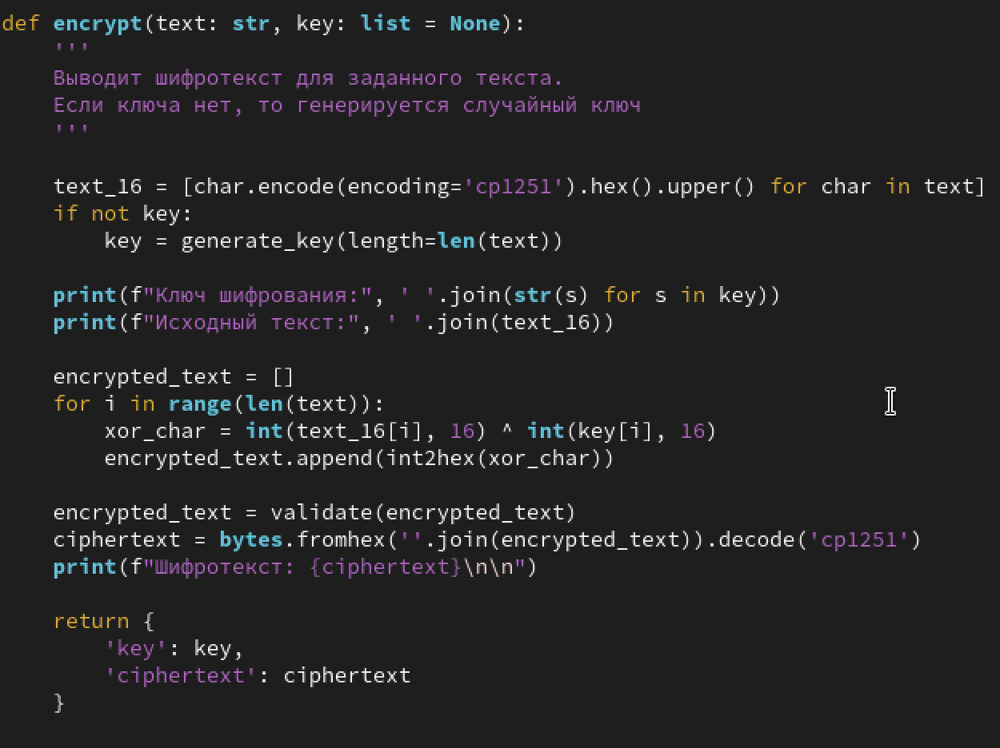 def encrypt(text: str, key: list = None):
    '''
    Выводит шифротекст для заданного текста.
    Если ключа нет, то генерируется случайный ключ
    '''
    text_16 = [char.encode(encoding='cp1251').hex().upper() for char in text]
    if not key:
        key = generate_key(length=len(text))
    print(f"Ключ шифрования:", ' '.join(str(s) for s in key))
    print(f"Исходный текст:", ' '.join(text_16))
    encrypted_text = []
    for i in range(len(text)):
        xor_char = int(text_16[i], 16) ^ int(key[i], 16)
        encrypted_text.append(int2hex(xor_char))
    encrypted_text = validate(encrypted_text)
    ciphertext = bytes.fromhex(''.join(encrypted_text)).decode('cp1251')
    print(f"Шифротекст: {ciphertext}\n\n")
    return {
        'key': key,
        'ciphertext': ciphertext
    }